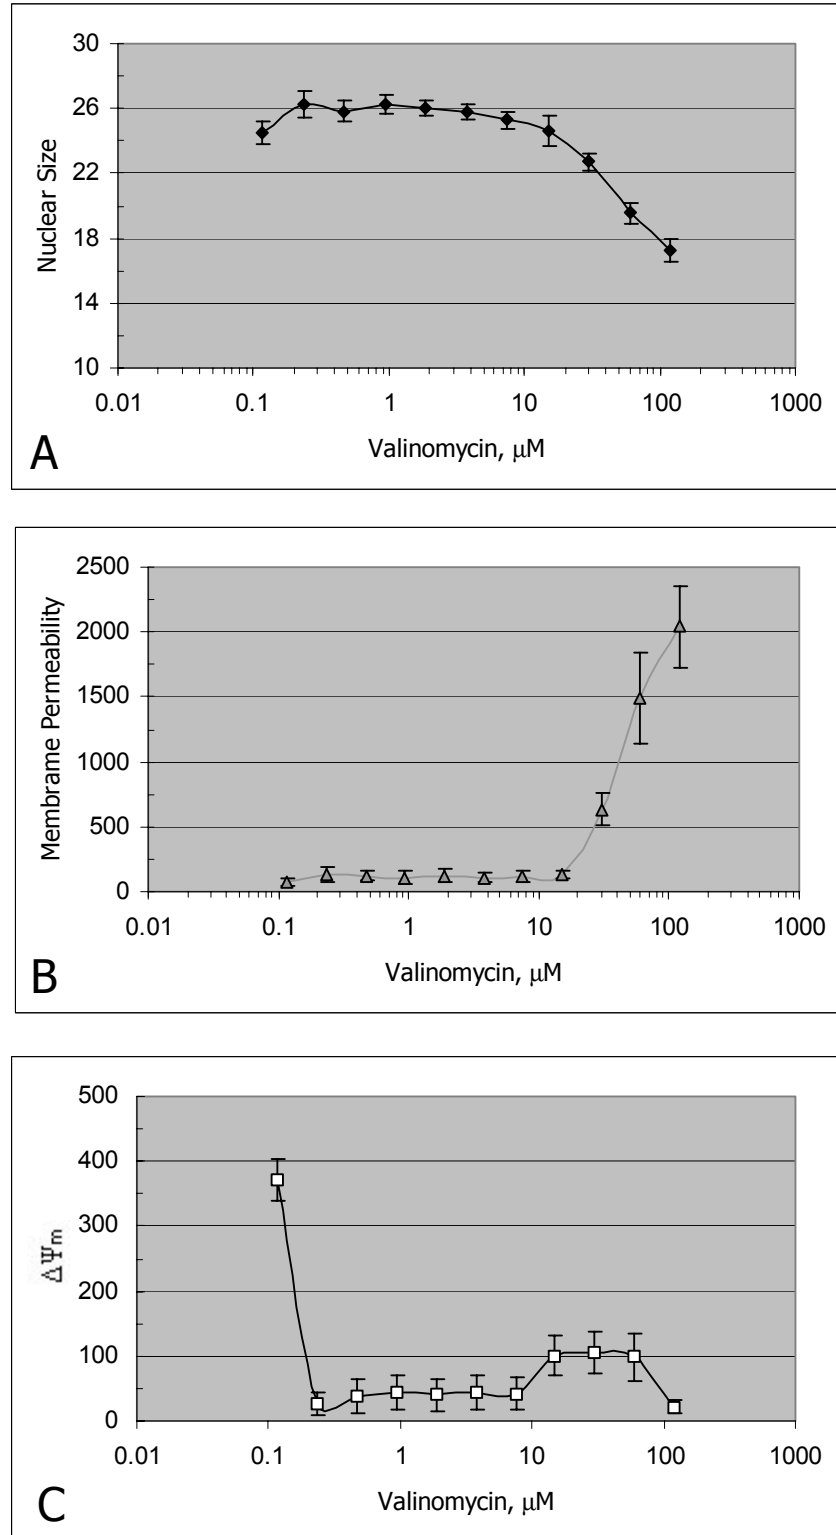 30
26
22
18
14
10
Nuclear Size
0.01 0.1 1 10 100 1000
Valinomycin, μM
A
2500
2000
1500
1000
500
0
Membrame Permeability
0.01 0.1 1 10 100 1000
Valinomycin, μM
B
500
400
300
200
100
0
ΔΨm
0.01 0.1 1 10 100 1000
Valinomycin, μM
C